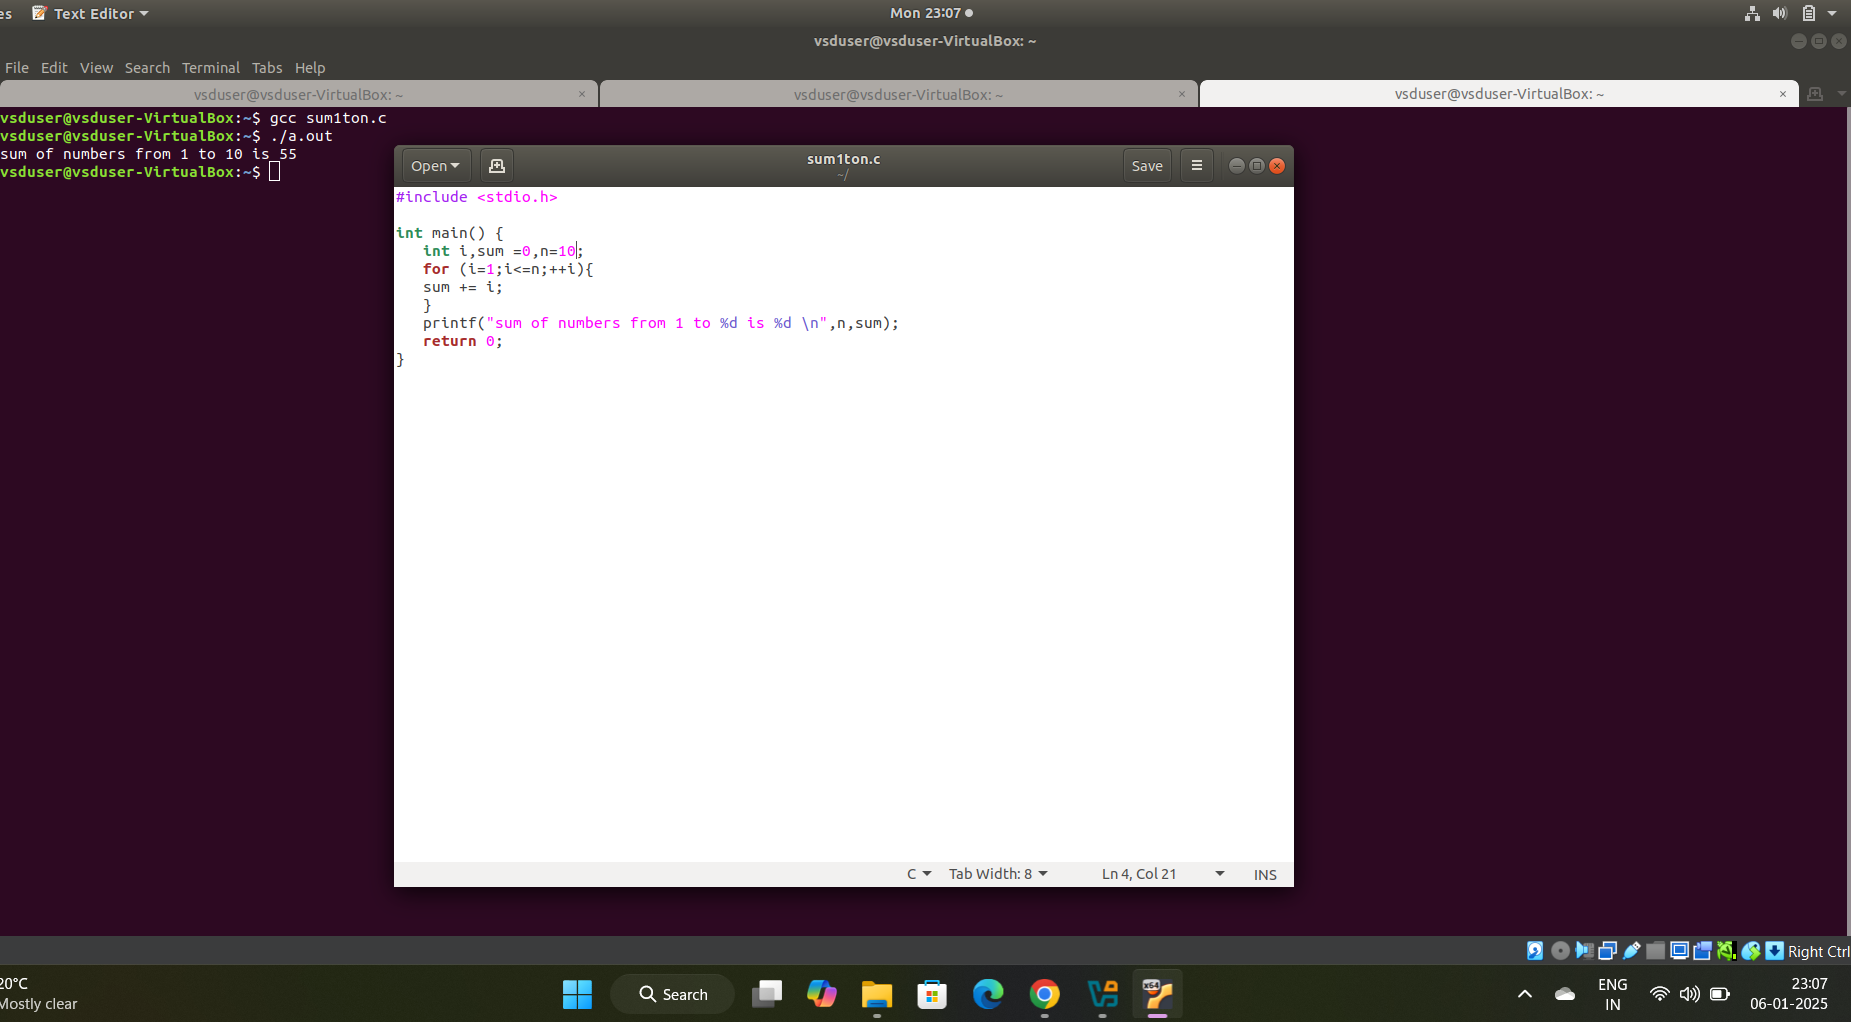 es Text Editor Mon 23:07
vsduser@vsduser-VirtualBox: ~
File Edit View Search Terminal Tabs Help
vsduser@vsduser-VirtualBox: ~ × vsduser@vsduser-VirtualBox: ~ × vsduser@vsduser-VirtualBox: ~ ×
vsduser@vsduser-VirtualBox:~$ gcc sum1ton.c
vsduser@vsduser-VirtualBox:~$ ./a.out
sum of numbers from 1 to 10 is 55
vsduser@vsduser-VirtualBox:~$
Open sum1ton.c Save
~/
#include <stdio.h>
int main() {
   int i,sum =0,n=10;
   for (i=1;i<=n;++i){
   sum += i;
   }
   printf("sum of numbers from 1 to %d is %d \n",n,sum);
   return 0;
}
C Tab Width: 8 Ln 4, Col 21 INS
Right Ctrl
20°C
Mostly clear
Search
x64
ENG
IN
23:07
06-01-2025